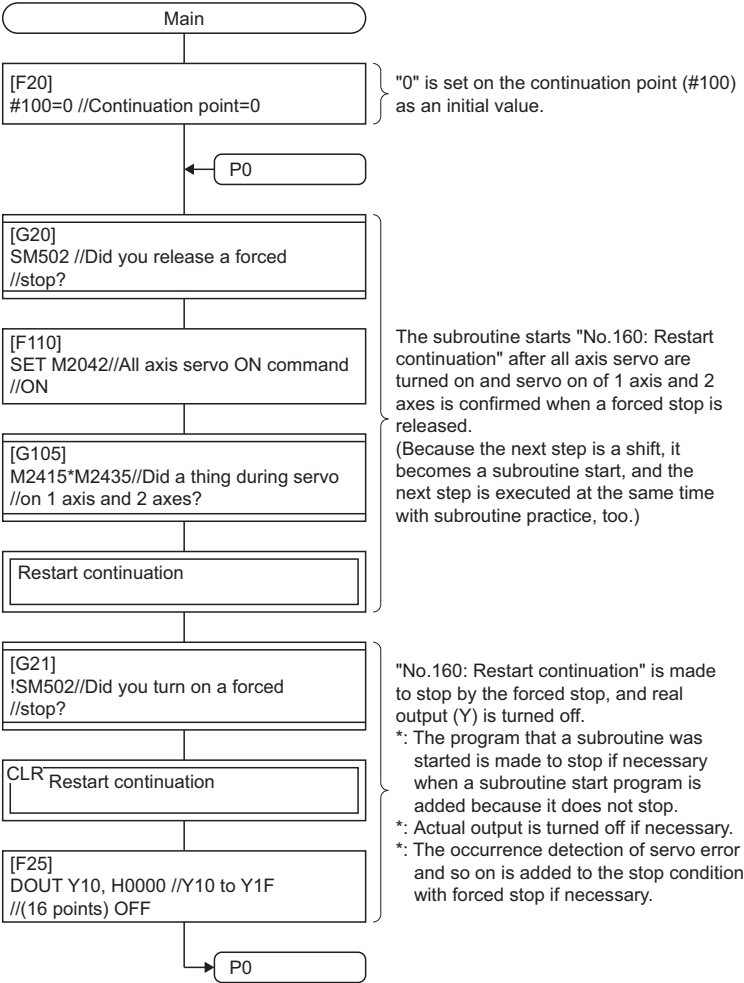 Main
[F20]
#100=0 //Continuation point=0
"0" is set on the continuation point (#100)
as an initial value.
P0
[G20]
SM502 //Did you release a forced
//stop?
[F110]
SET M2042//All axis servo ON command
//ON
[G105]
M2415*M2435//Did a thing during servo
//on 1 axis and 2 axes?
Restart continuation
The subroutine starts "No.160: Restart
continuation" after all axis servo are
turned on and servo on of 1 axis and 2
axes is confirmed when a forced stop is
released.
(Because the next step is a shift, it
becomes a subroutine start, and the
next step is executed at the same time
with subroutine practice, too.)
[G21]
!SM502//Did you turn on a forced
//stop?
CLR Restart continuation
[F25]
DOUT Y10, H0000 //Y10 to Y1F
//(16 points) OFF
"No.160: Restart continuation" is made
to stop by the forced stop, and real
output (Y) is turned off.
*: The program that a subroutine was
started is made to stop if necessary
when a subroutine start program is
added because it does not stop.
*: Actual output is turned off if necessary.
*: The occurrence detection of servo error
and so on is added to the stop condition
with forced stop if necessary.
P0